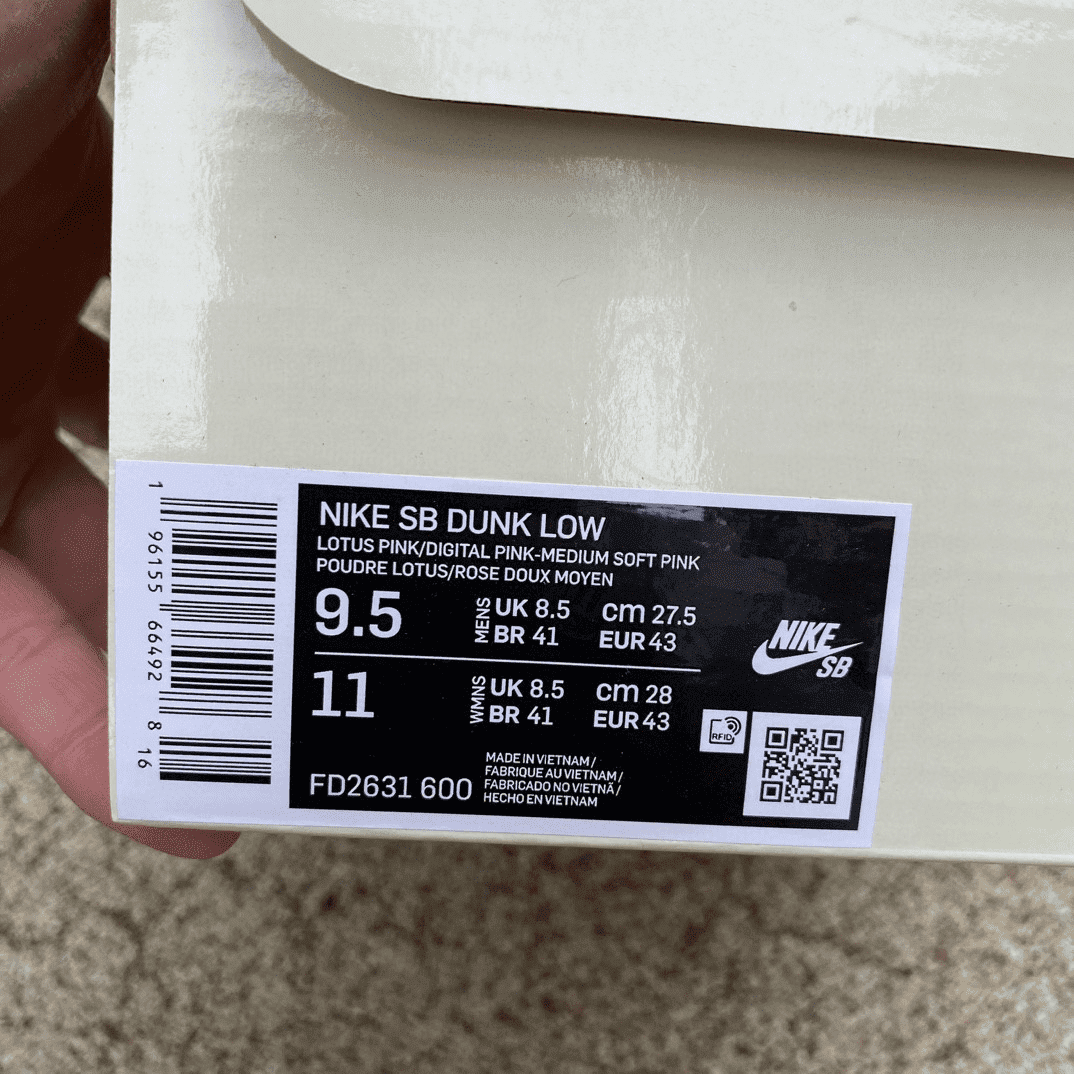 1 96155 66492 8 16
NIKE SB DUNK LOW
LOTUS PINK/DIGITAL PINK-MEDIUM SOFT PINK
POUDRE LOTUS/ROSE DOUX MOYEN
9.5 MENS UK 8.5 cm 27.5
BR 41 EUR 43
11 WMNS UK 8.5 cm 28
BR 41 EUR 43
NIKE
SB
RFID
FD2631 600
MADE IN VIETNAM /
FABRIQUE AU VIETNAM /
FABRICADO NO VIETNÃ /
HECHO EN VIETNAM